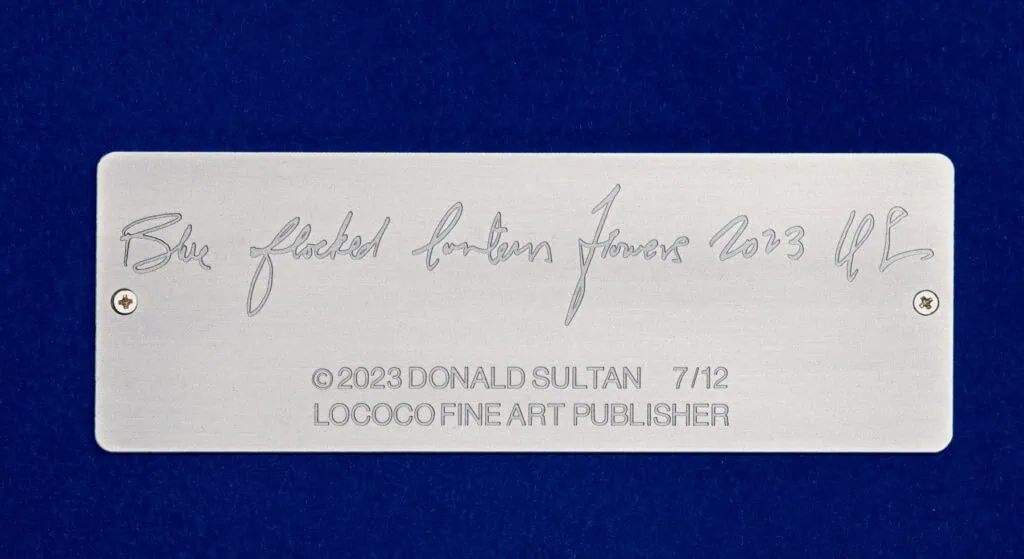 Blue flocked lantern flowers 2023
©2023 DONALD SULTAN 7/12
LOCOCO FINE ART PUBLISHER